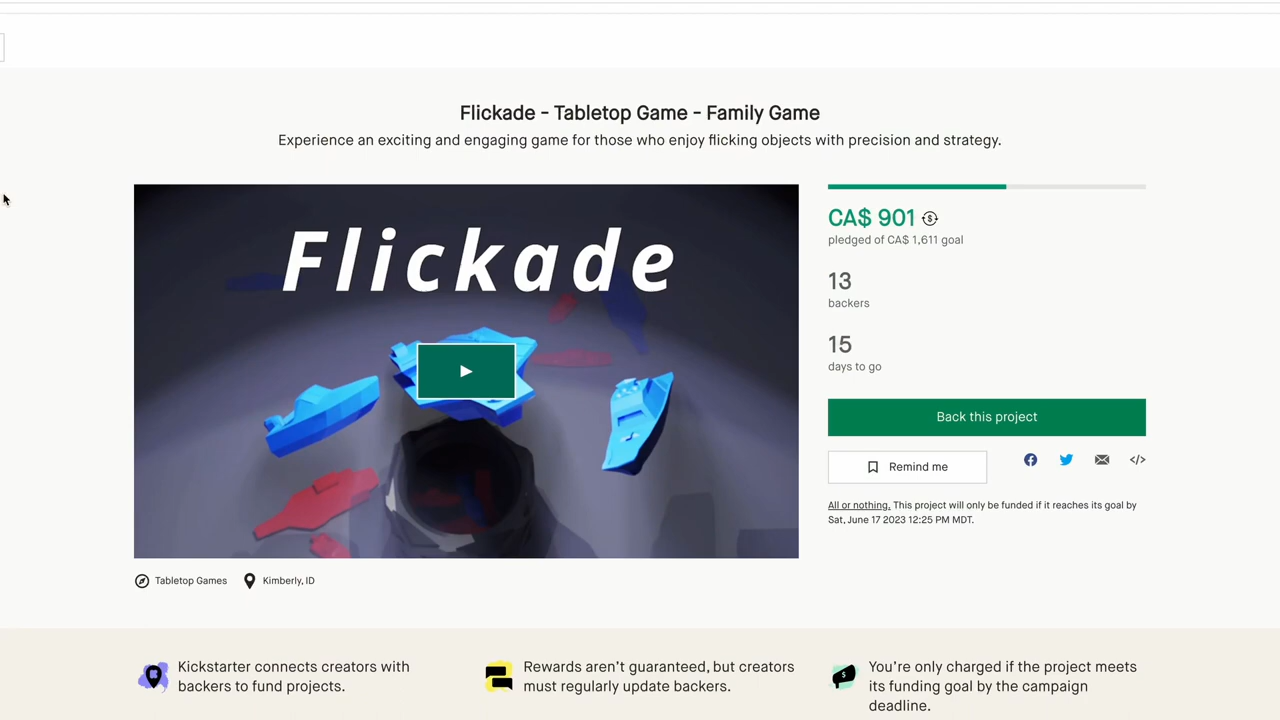 Flickade - Tabletop Game - Family Game
Experience an exciting and engaging game for those who enjoy flicking objects with precision and strategy.
Flickade
CA$ 901
pledged of CA$ 1,611 goal
13
backers
15
days to go
Back this project
Remind me
All or nothing. This project will only be funded if it reaches its goal by
Sat, June 17 2023 12:25 PM MDT.
Tabletop Games
Kimberly, ID
Kickstarter connects creators with
backers to fund projects.
Rewards aren't guaranteed, but creators
must regularly update backers.
You're only charged if the project meets
its funding goal by the campaign
deadline.